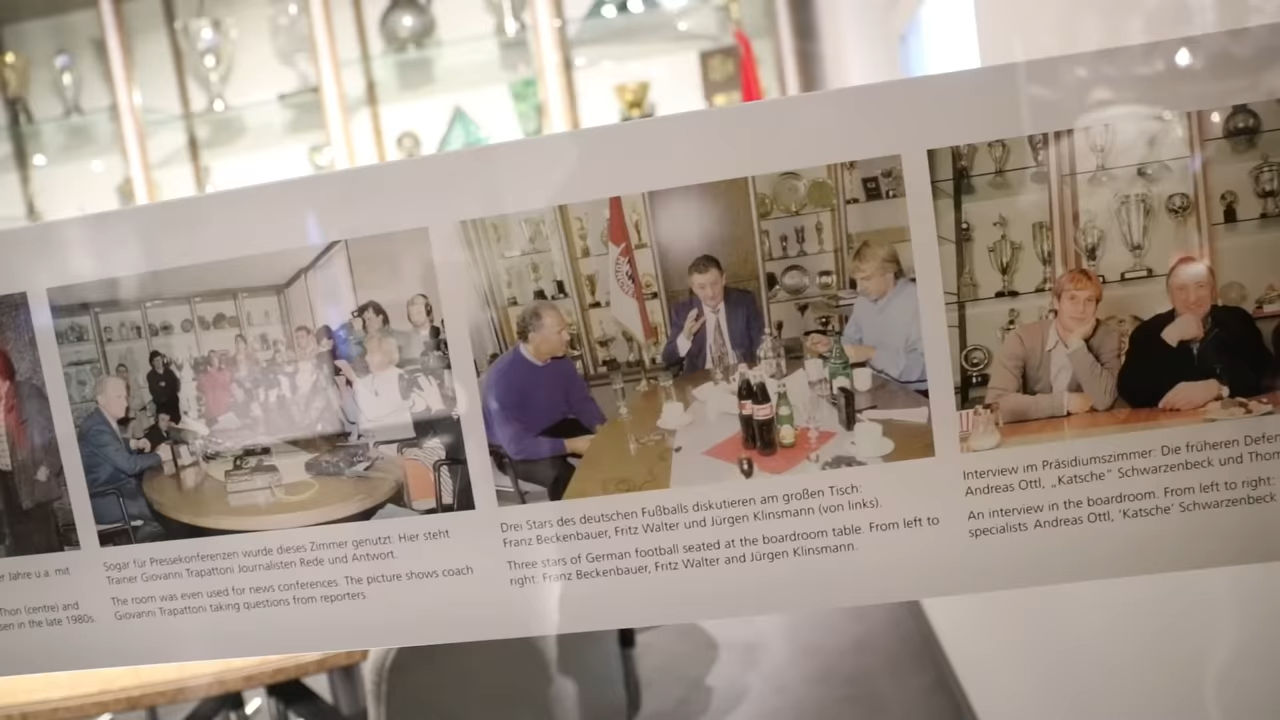 er Jahre u.a. mit
Thon (centre) and
sen in the late 1980s.
Sogar für Pressekonferenzen wurde dieses Zimmer genutzt: Hier steht
Trainer Giovanni Trapattoni Journalisten Rede und Antwort.
The room was even used for news conferences. The picture shows coach
Giovanni Trapattoni taking questions from reporters.
Drei Stars des deutschen Fußballs diskutieren am großen Tisch:
Franz Beckenbauer, Fritz Walter und Jürgen Klinsmann (von links).
Three stars of German football seated at the boardroom table. From left to
right: Franz Beckenbauer, Fritz Walter and Jürgen Klinsmann.
Interview im Präsidiumszimmer: Die früheren Defen
Andreas Ottl, „Katsche“ Schwarzenbeck und Thom
An interview in the boardroom. From left to right:
specialists Andreas Ottl, ‘Katsche’ Schwarzenbeck